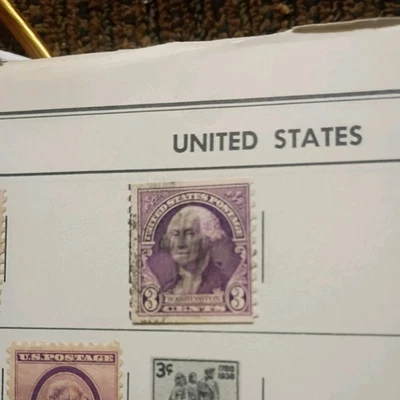 UNITED STATES
UNITED STATES POSTAGE
3 WASHINGTON 3
CENTS
U.S. POSTAGE
3¢